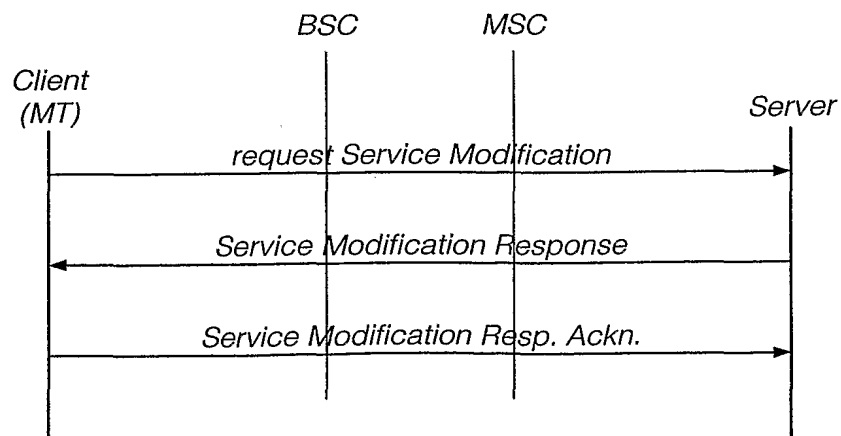 BSC
MSC
Client
(MT)
Server
request Service Modification
Service Modification Response
Service Modification Resp. Ackn.